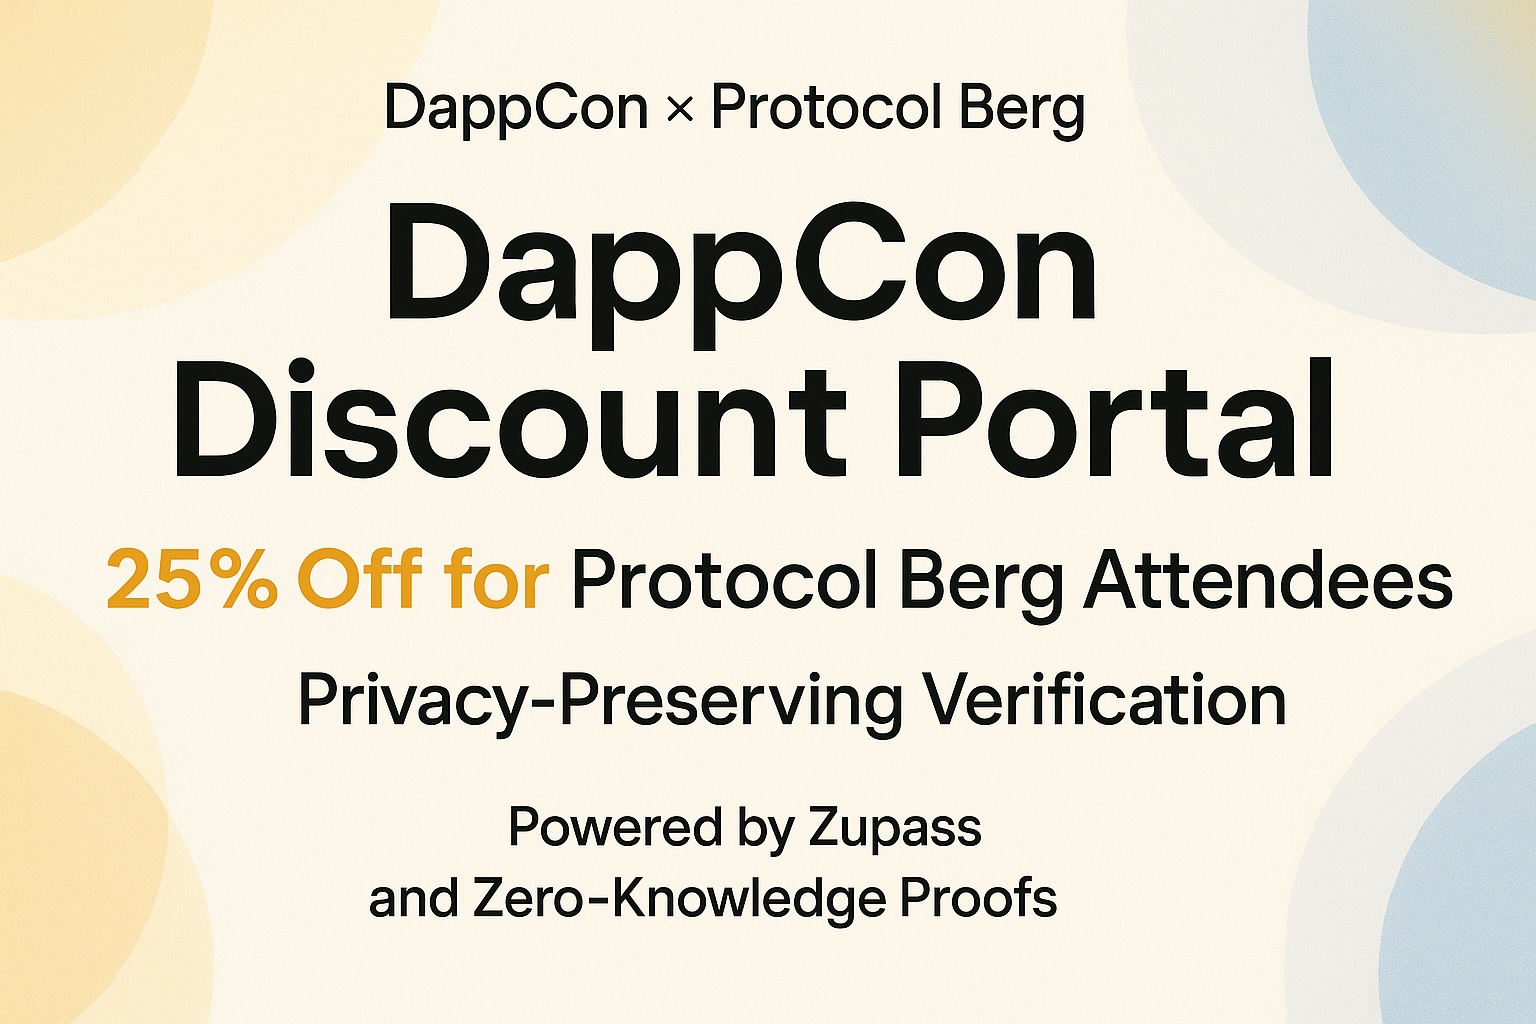 DappCon × Protocol Berg
DappCon
Discount Portal
25% Off for Protocol Berg Attendees
Privacy-Preserving Verification
Powered by Zupass
and Zero-Knowledge Proofs